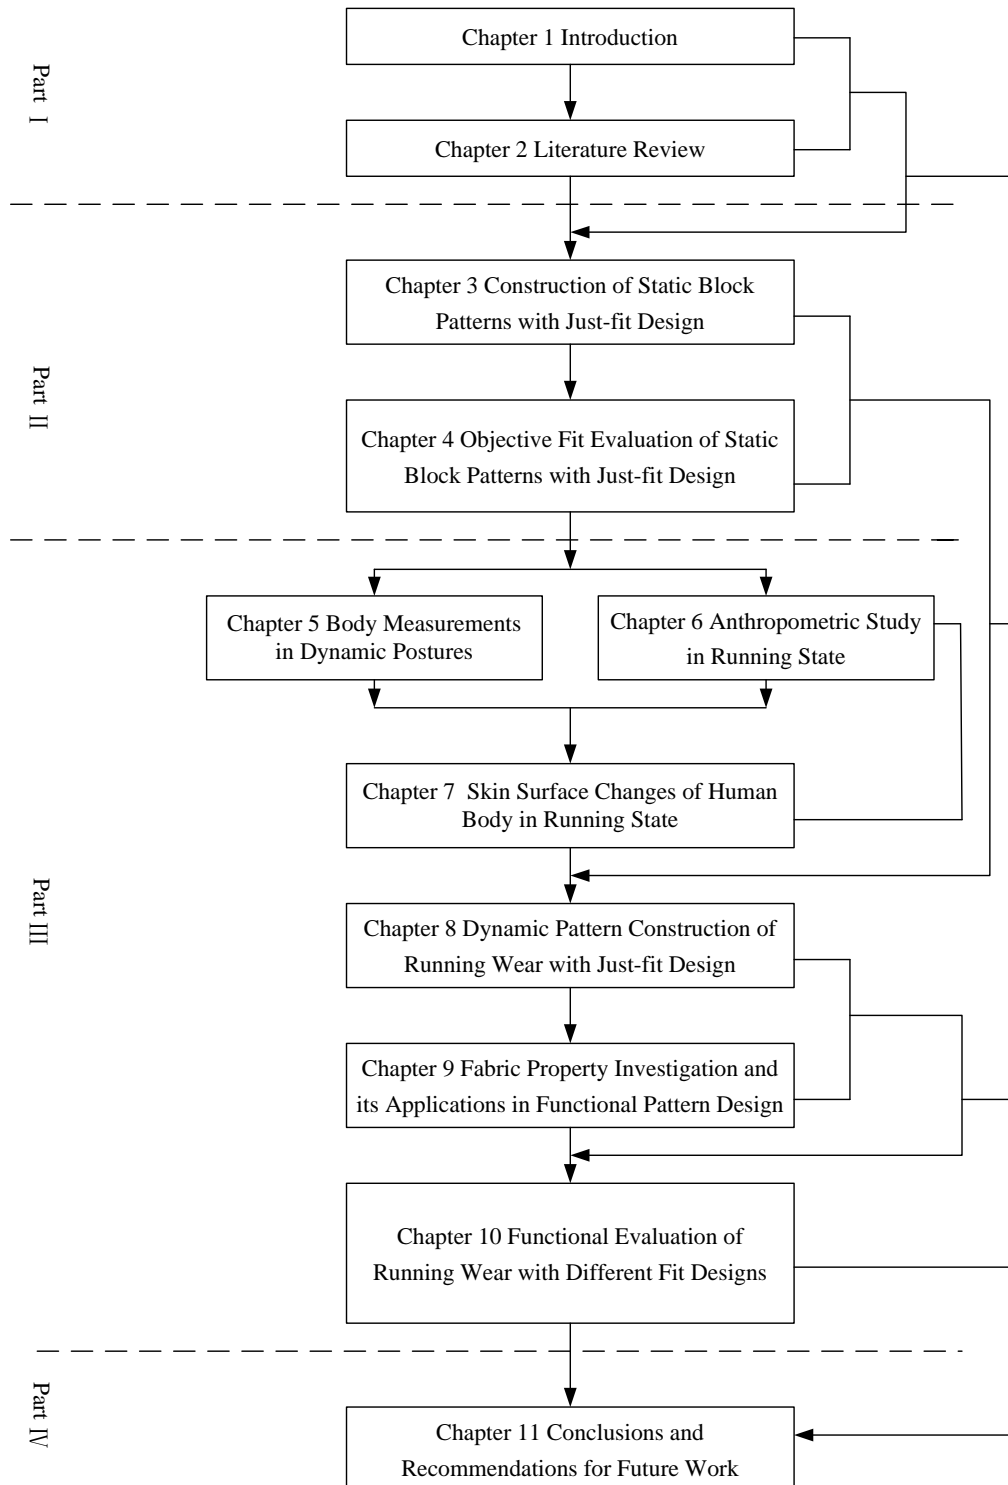 Part I
Chapter 1 Introduction
Chapter 2 Literature Review
Part II
Chapter 3 Construction of Static Block
Patterns with Just-fit Design
Chapter 4 Objective Fit Evaluation of Static
Block Patterns with Just-fit Design
Part III
Chapter 5 Body Measurements
in Dynamic Postures
Chapter 6 Anthropometric Study
in Running State
Chapter 7 Skin Surface Changes of Human
Body in Running State
Chapter 8 Dynamic Pattern Construction of
Running Wear with Just-fit Design
Chapter 9 Fabric Property Investigation and
its Applications in Functional Pattern Design
Chapter 10 Functional Evaluation of
Running Wear with Different Fit Designs
Part IV
Chapter 11 Conclusions and
Recommendations for Future Work